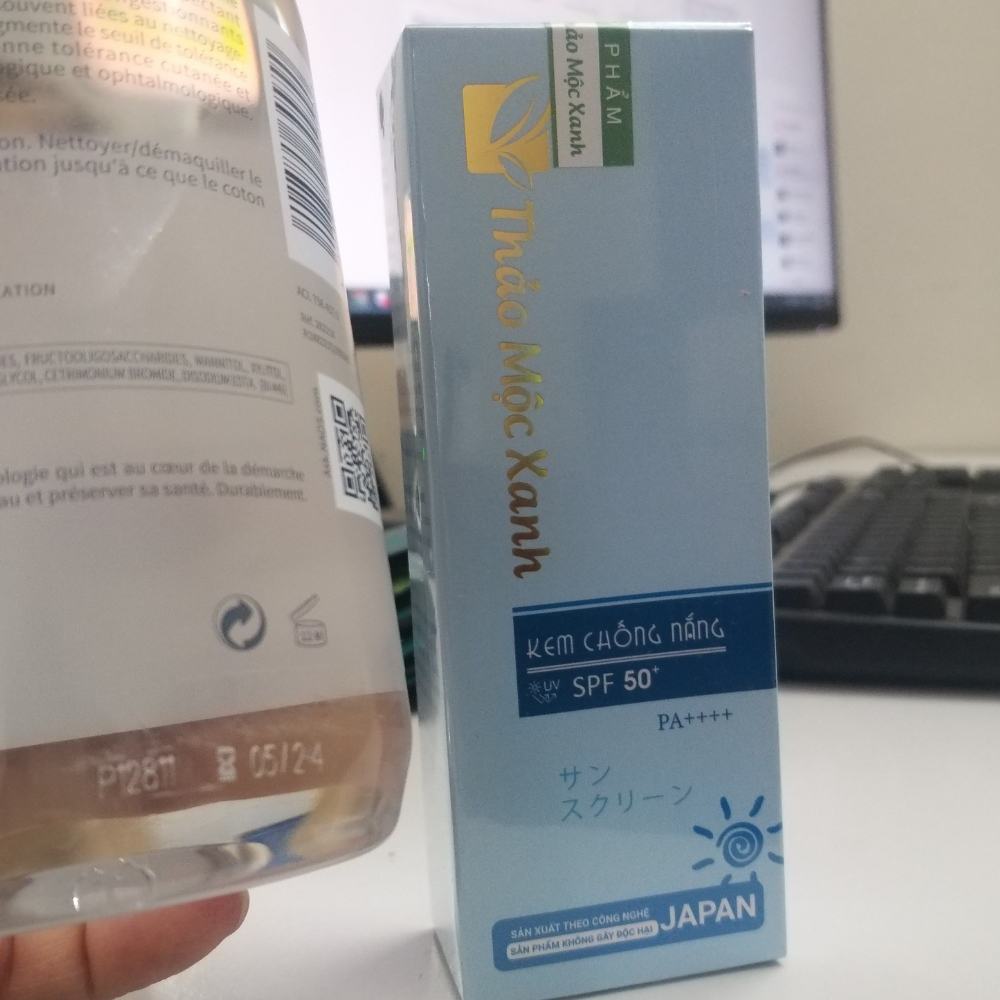 ouvent liées au nettoyage
gmente le seuil de tolérance
nne tolérance cutanée et
ogique et ophtalmologique.
sée.
on. Nettoyer/démaquiller le
ation jusqu'à ce que le coton
CATION
ES, FRUCTOOLIGOSACCHARIDES, MANNITOL, XYLITOL,
GLYCOL, CETRIMONIUM BROMIDE, DISODIUM EDTA.
ologie qui est au cœur de la démarche
au et préserver sa santé. Durablement.
P12811 05/24
PHẨM
ảo Mộc Xanh
Thảo Mộc Xanh
KEM CHỐNG NẮNG
UV SPF 50+
PA++++
サン
スクリーン
SẢN XUẤT THEO CÔNG NGHỆ
SẢN PHẨM KHÔNG GÂY ĐỘC HẠI
JAPAN